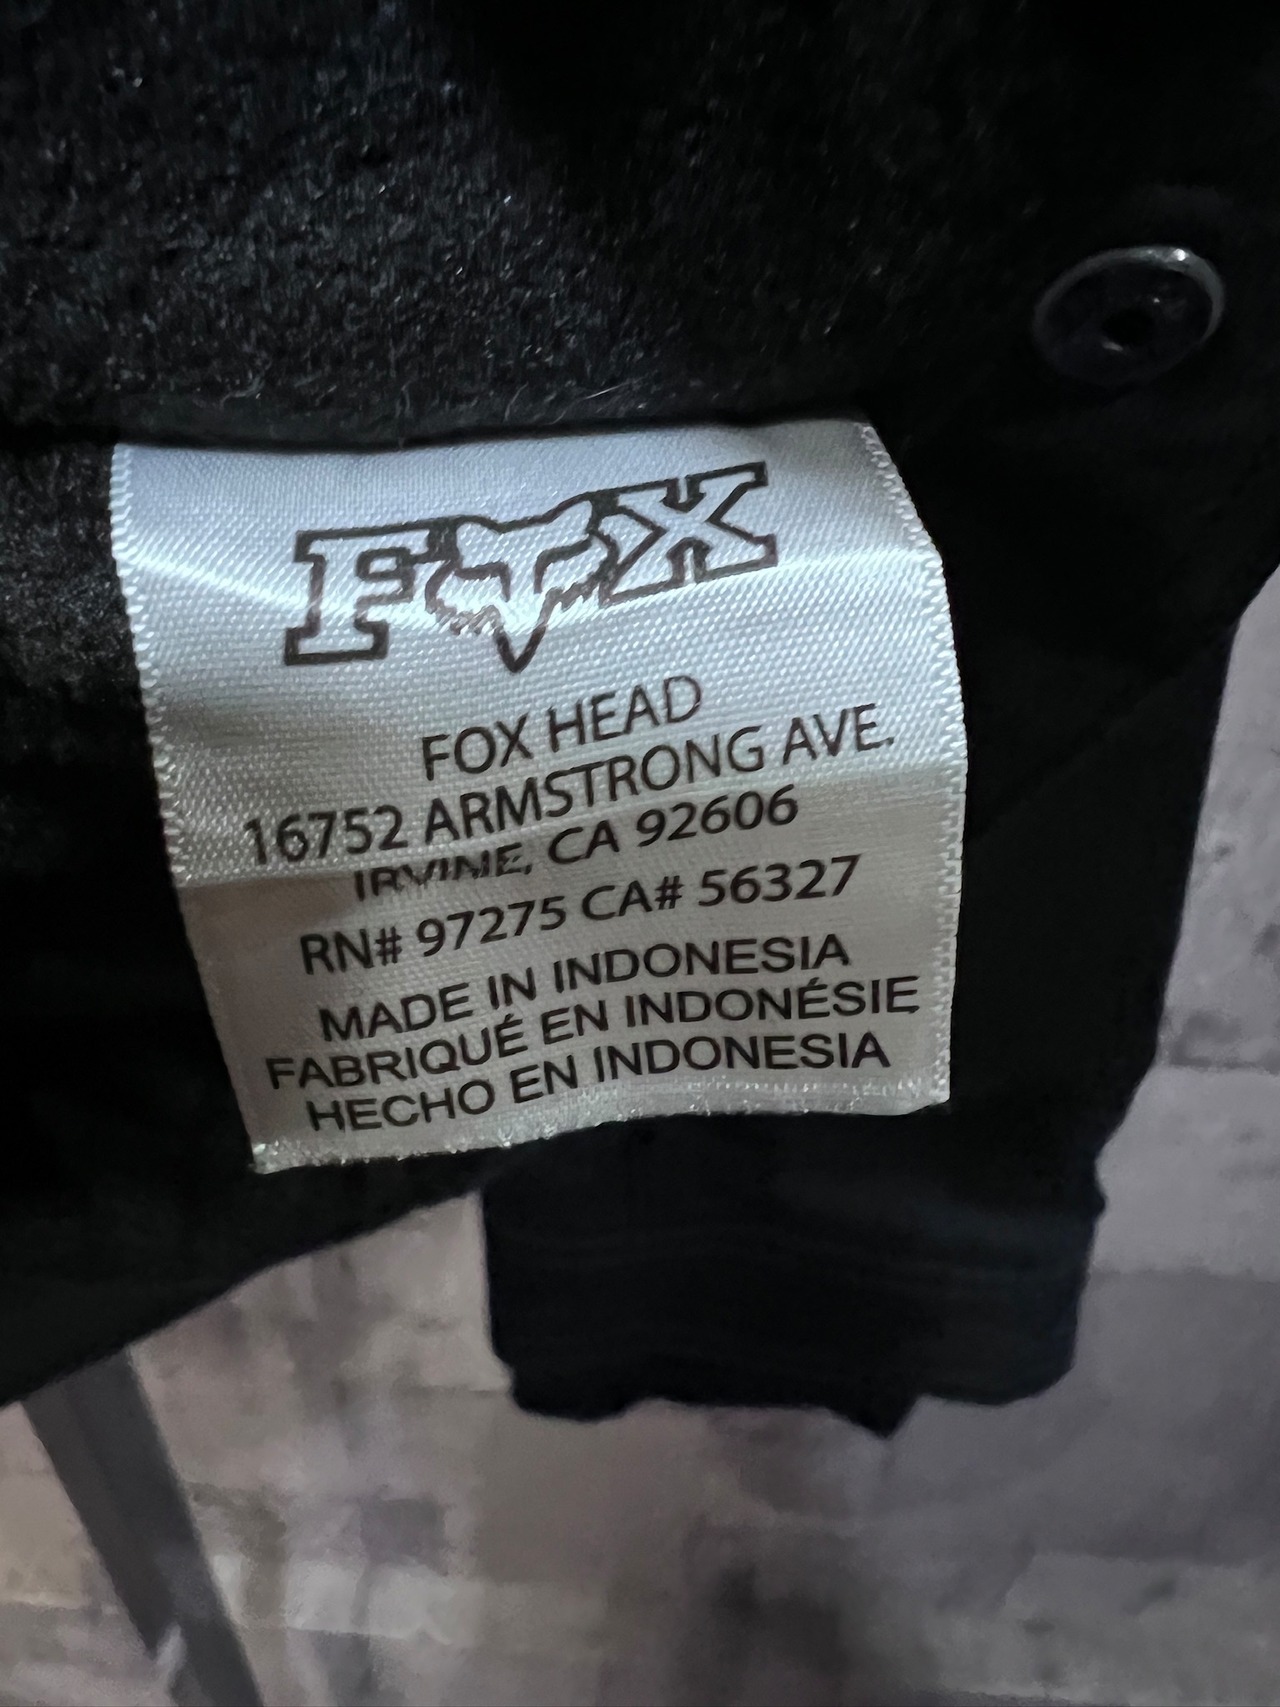 FOX
FOX HEAD
16752 ARMSTRONG AVE.
IRVINE, CA 92606
RN# 97275 CA# 56327
MADE IN INDONESIA
FABRIQUÉ EN INDONÉSIE
HECHO EN INDONESIA